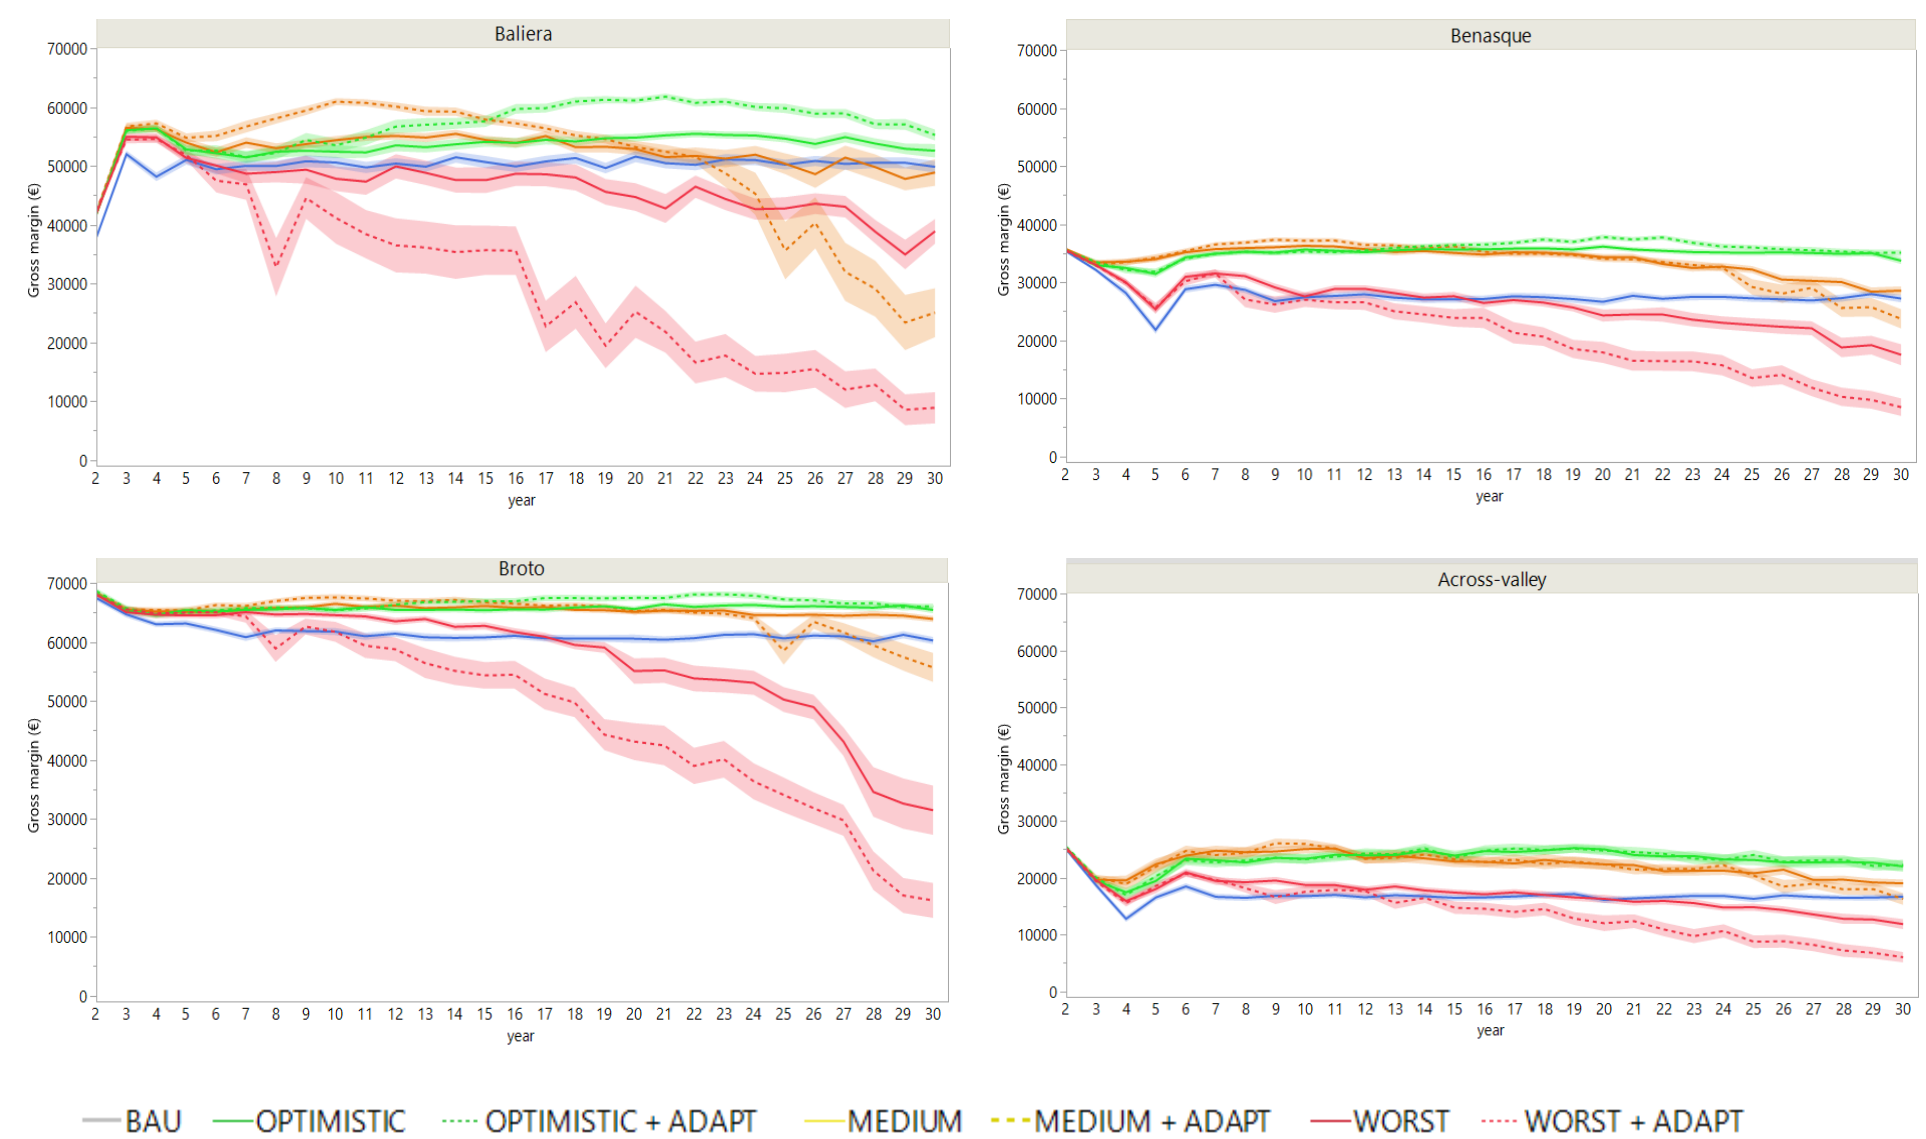 Baliera
70000
60000
50000
40000
30000
20000
10000
0
Gross margin (€)
2 3 4 5 6 7 8 9 10 11 12 13 14 15 16 17 18 19 20 21 22 23 24 25 26 27 28 29 30
year
Benasque
70000
60000
50000
40000
30000
20000
10000
0
Gross margin (€)
2 3 4 5 6 7 8 9 10 11 12 13 14 15 16 17 18 19 20 21 22 23 24 25 26 27 28 29 30
year
Broto
70000
60000
50000
40000
30000
20000
10000
0
Gross margin (€)
2 3 4 5 6 7 8 9 10 11 12 13 14 15 16 17 18 19 20 21 22 23 24 25 26 27 28 29 30
year
Across-valley
70000
60000
50000
40000
30000
20000
10000
0
Gross margin (€)
2 3 4 5 6 7 8 9 10 11 12 13 14 15 16 17 18 19 20 21 22 23 24 25 26 27 28 29 30
year
BAU OPTIMISTIC OPTIMISTIC + ADAPT MEDIUM MEDIUM + ADAPT WORST WORST + ADAPT